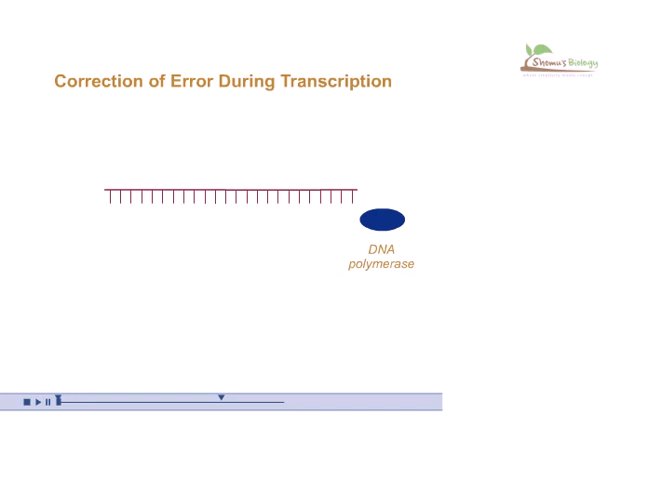 Shomu's Biology
Correction of Error During Transcription
DNA
polymerase